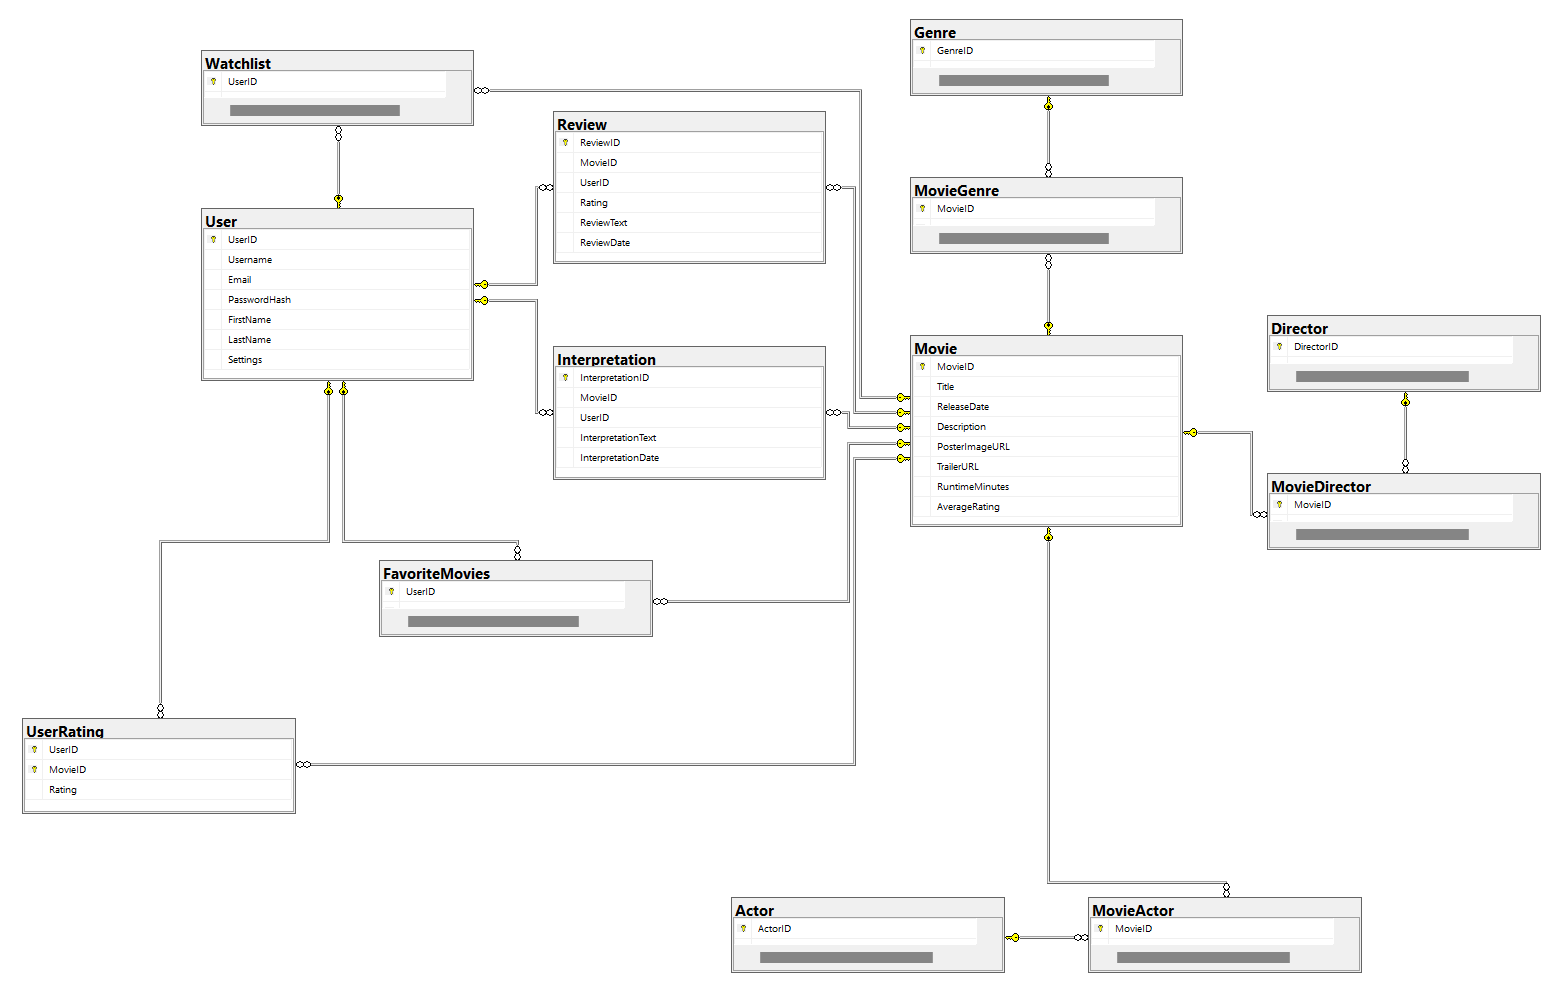 Genre
GenreID
Watchlist
UserID
Review
ReviewID
MovieID
UserID
Rating
ReviewText
ReviewDate
MovieGenre
MovieID
User
UserID
Username
Email
PasswordHash
FirstName
LastName
Settings
Director
DirectorID
Interpretation
InterpretationID
MovieID
UserID
InterpretationText
InterpretationDate
Movie
MovieID
Title
ReleaseDate
Description
PosterImageURL
TrailerURL
RuntimeMinutes
AverageRating
MovieDirector
MovieID
FavoriteMovies
UserID
UserRating
UserID
MovieID
Rating
Actor
ActorID
MovieActor
MovieID